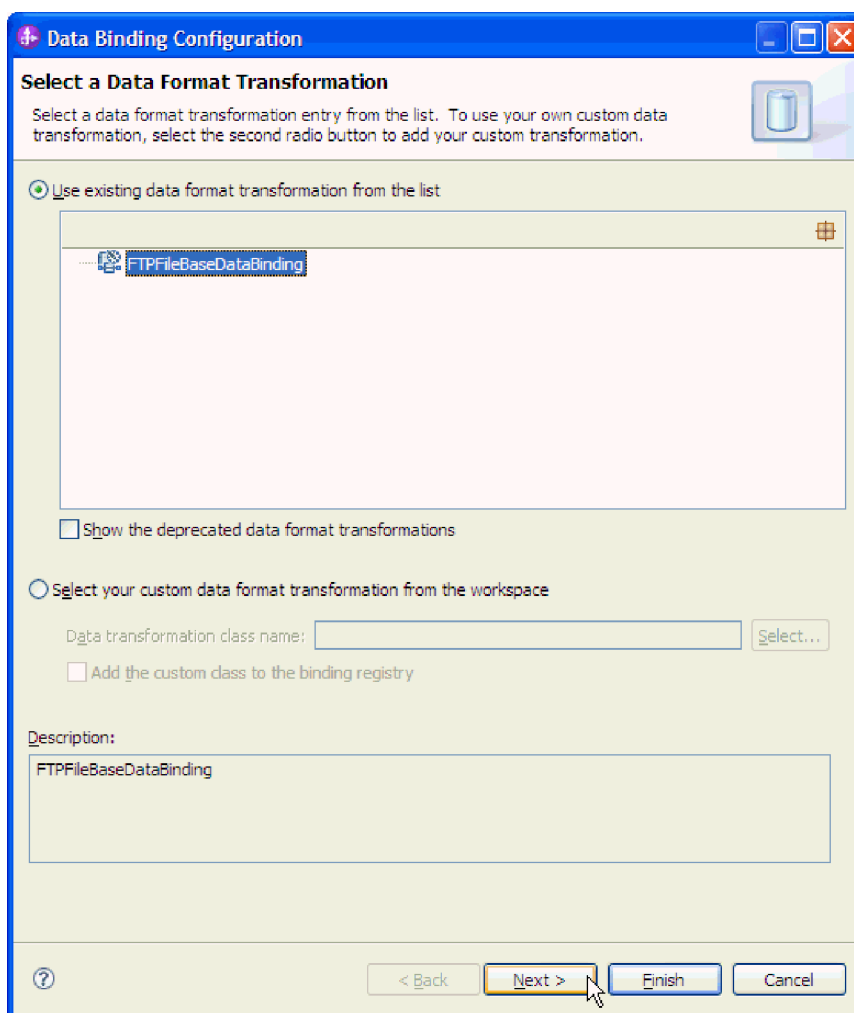 Data Binding Configuration
Select a Data Format Transformation
Select a data format transformation entry from the list. To use your own custom data
transformation, select the second radio button to add your custom transformation.
Use existing data format transformation from the list
FTPFileBaseDataBinding
Show the deprecated data format transformations
Select your custom data format transformation from the workspace
Data transformation class name:
Select...
Add the custom class to the binding registry
Description:
FTPFileBaseDataBinding
? < Back Next > Finish Cancel